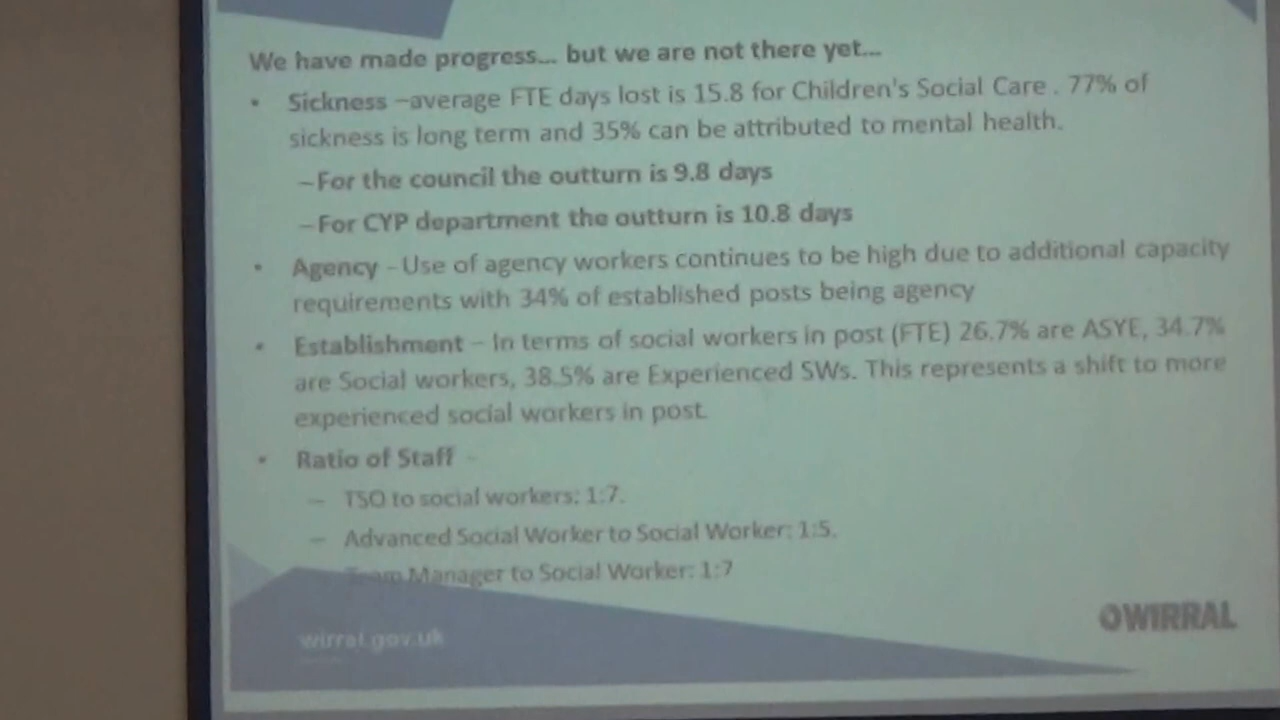 We have made progress... but we are not there yet...
• Sickness –average FTE days lost is 15.8 for Children's Social Care . 77% of
sickness is long term and 35% can be attributed to mental health.
–For the council the outturn is 9.8 days
–For CYP department the outturn is 10.8 days
• Agency - Use of agency workers continues to be high due to additional capacity
requirements with 34% of established posts being agency
• Establishment – In terms of social workers in post (FTE) 26.7% are ASYE, 34.7%
are Social workers, 38.5% are Experienced SWs. This represents a shift to more
experienced social workers in post.
• Ratio of Staff -
– TSO to social workers: 1:7.
– Advanced Social Worker to Social Worker: 1:5.
Team Manager to Social Worker: 1:7
wirral.gov.uk
WIRRAL